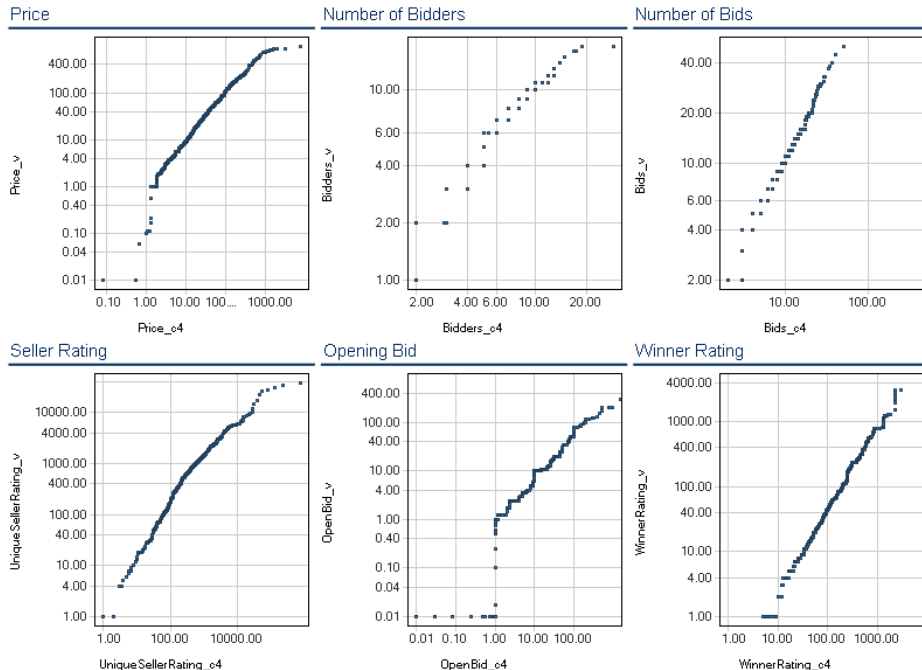 Price
Number of Bidders
Number of Bids
400.00
100.00
40.00
10.00
4.00
1.00
0.40
0.10
0.04
0.01
Price_v
0.10 1.00 10.00 100.... 1000.00
Price_c4
10.00
6.00
4.00
2.00
1.00
Bidders_v
2.00 4.00 6.00 10.00 20.00
Bidders_c4
40.00
20.00
10.00
6.00
4.00
2.00
Bids_v
10.00 100.00
Bids_c4
Seller Rating
Opening Bid
Winner Rating
10000.00
4000.00
1000.00
400.00
100.00
40.00
10.00
4.00
1.00
UniqueSellerRating_v
1.00 100.00 10000.00
UniqueSellerRating_c4
400.00
100.00
40.00
10.00
4.00
1.00
0.40
0.10
0.04
0.01
OpenBid_v
0.01 0.10 1.00 10.00 100.00
OpenBid_c4
4000.00
1000.00
400.00
100.00
40.00
10.00
4.00
1.00
WinnerRating_v
1.00 10.00 100.00 1000.00
WinnerRating_c4